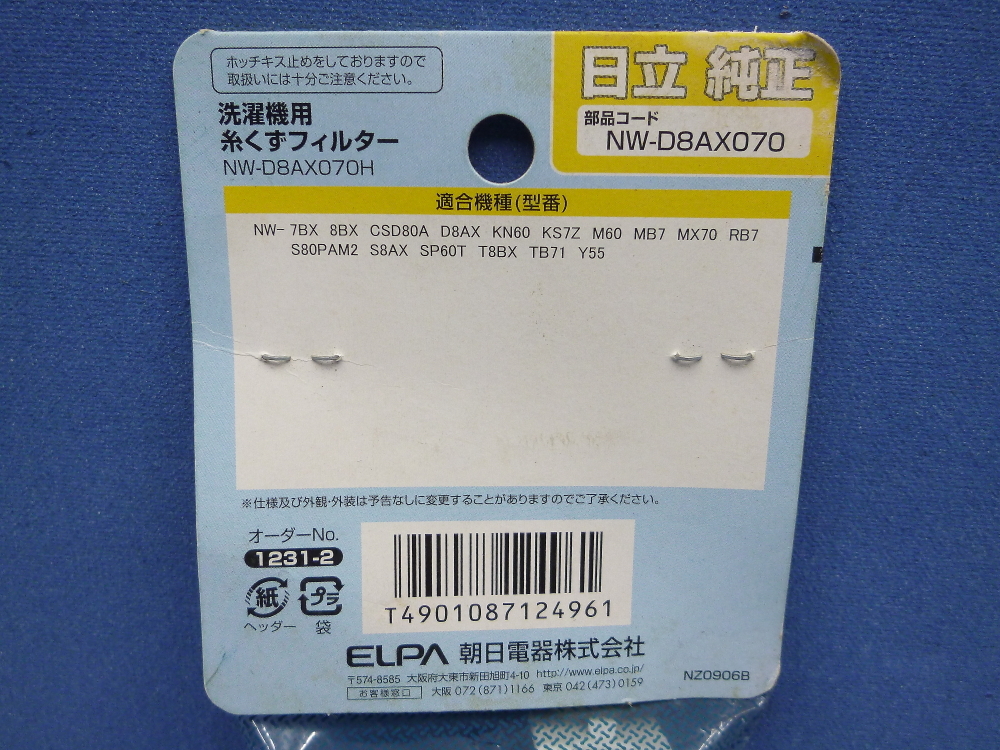 ホッチキス止めをしておりますので
取扱いには十分ご注意ください。
日立 純正
部品コード
NW-D8AX070
洗濯機用
糸くずフィルター
NW-D8AX070H
適合機種(型番)
NW- 7BX 8BX CSD80A D8AX KN60 KS7Z M60 MB7 MX70 RB7
S80PAM2 S8AX SP60T T8BX TB71 Y55
※仕様及び外観・外装は予告なしに変更することがありますのでご了承ください。
オーダーNo.
1231-2
紙
プラ
ヘッダー 袋
T4901087124961
ELPA 朝日電器株式会社
〒574-8585 大阪府大東市新田旭町4-10 http://www.elpa.co.jp/
お客様窓口 大阪 072(871)1166 東京 042(473)0159
NZ0906B